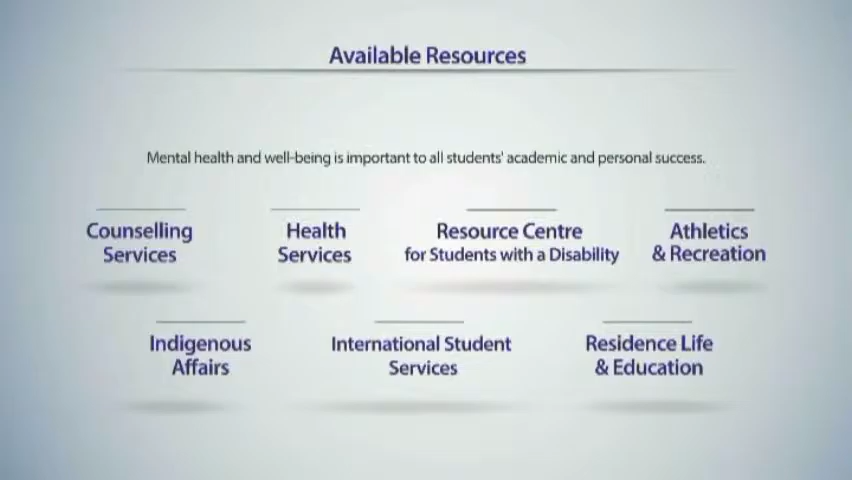 Available Resources
Mental health and well-being is important to all students' academic and personal success.
Counselling
Services
Health
Services
Resource Centre
for Students with a Disability
Athletics
& Recreation
Indigenous
Affairs
International Student
Services
Residence Life
& Education